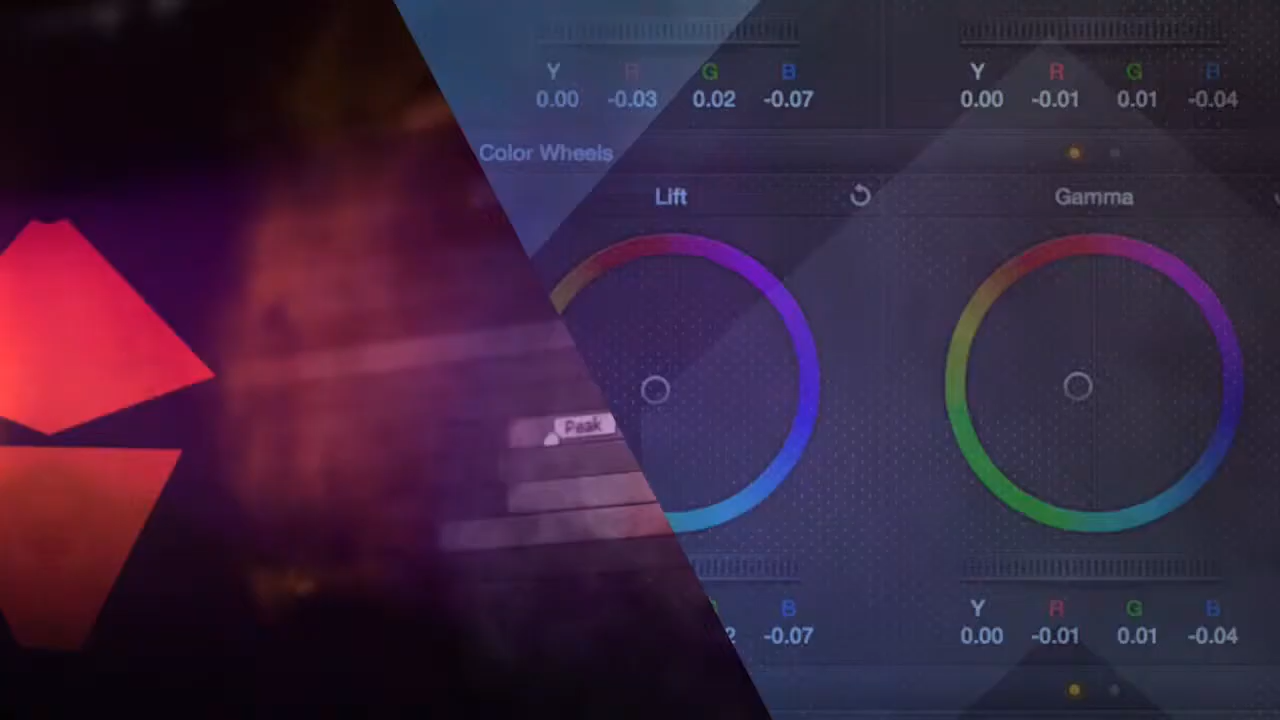 Y R G B Y R G B
0.00 -0.03 0.02 -0.07 0.00 -0.01 0.01 -0.04
Color Wheels
Lift Gamma
Peak
B Y R G B
2 -0.07 0.00 -0.01 0.01 -0.04